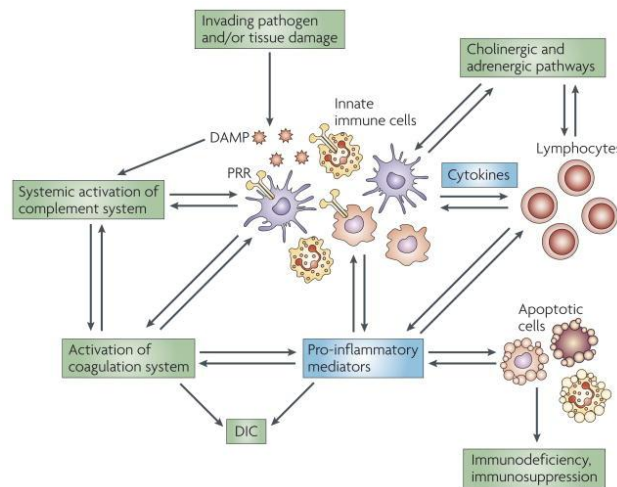 Invading pathogen
and/or tissue damage
Cholinergic and
adrenergic pathways
DAMP
Innate immune
cells
PRR
Lymphocytes
Cytokines
Systemic activation of
complement system
Apoptotic
cells
Activation of
coagulation system
Pro-inflammatory
mediators
DIC
Immunodeficiency,
immunosuppression